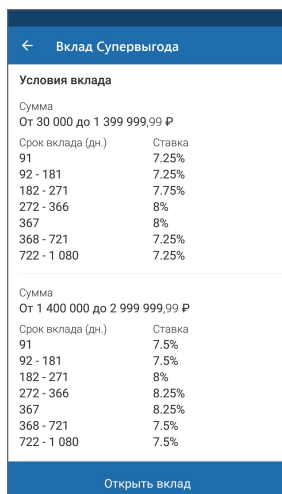 ← Вклад Супервыгода
Условия вклада
Сумма
От 30 000 до 1 399 999,99 ₽
Срок вклада (дн.) Ставка
91 7.25%
92 - 181 7.25%
182 - 271 7.75%
272 - 366 8%
367 8%
368 - 721 7.25%
722 - 1 080 7.25%
Сумма
От 1 400 000 до 2 999 999,99 ₽
Срок вклада (дн.) Ставка
91 7.5%
92 - 181 7.5%
182 - 271 8%
272 - 366 8.25%
367 8.25%
368 - 721 7.5%
722 - 1 080 7.5%
Открыть вклад